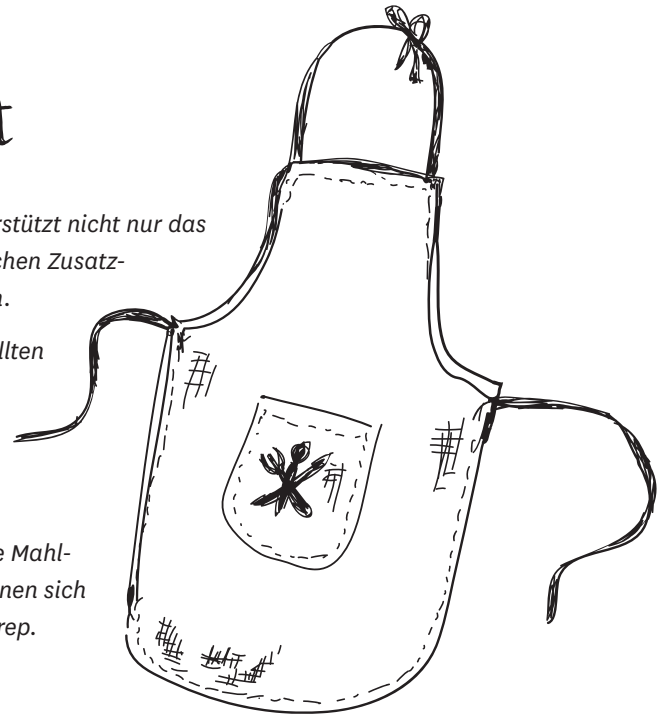 t
rstützt nicht nur das
chen Zusatz-
n.
llten
e Mahl-
nen sich
rep.